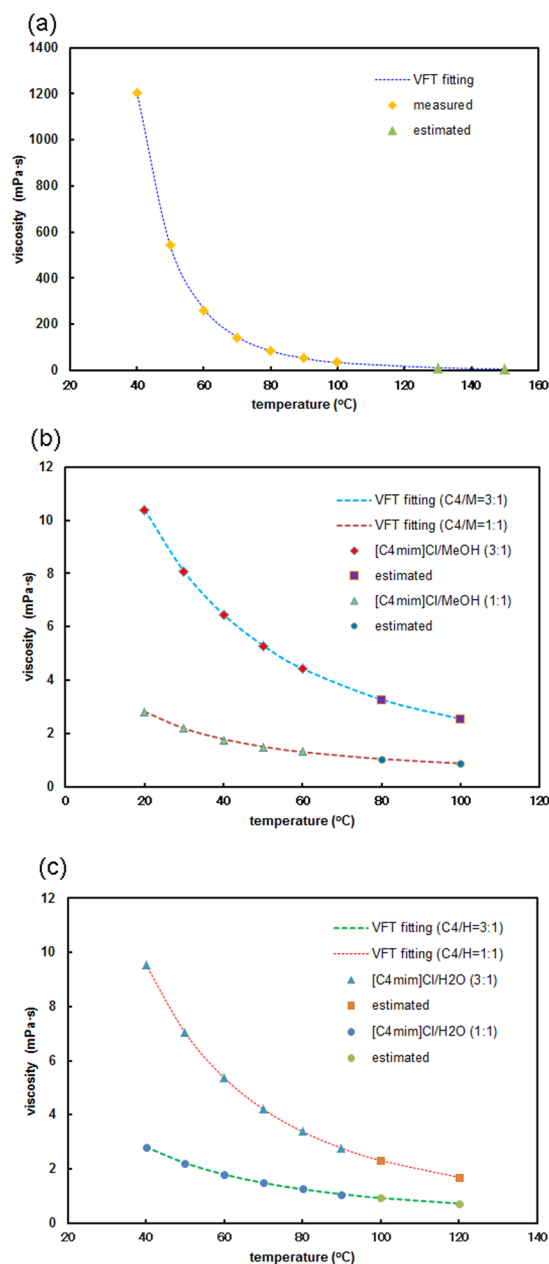 (a)
1400
1200
1000
800
600
400
200
0
viscosity (mPa·s)
20 40 60 80 100 120 140 160
temperature (°C)
VFT fitting
measured
estimated
(b)
12
10
8
6
4
2
0
viscosity (mPa·s)
0 20 40 60 80 100 120
temperature (°C)
VFT fitting (C4/M=3:1)
VFT fitting (C4/M=1:1)
[C4mim]Cl/MeOH (3:1)
estimated
[C4mim]Cl/MeOH (1:1)
estimated
(c)
12
10
8
6
4
2
0
viscosity (mPa·s)
20 40 60 80 100 120 140
temperature (°C)
VFT fitting (C4/H=3:1)
VFT fitting (C4/H=1:1)
[C4mim]Cl/H2O (3:1)
estimated
[C4mim]Cl/H2O (1:1)
estimated